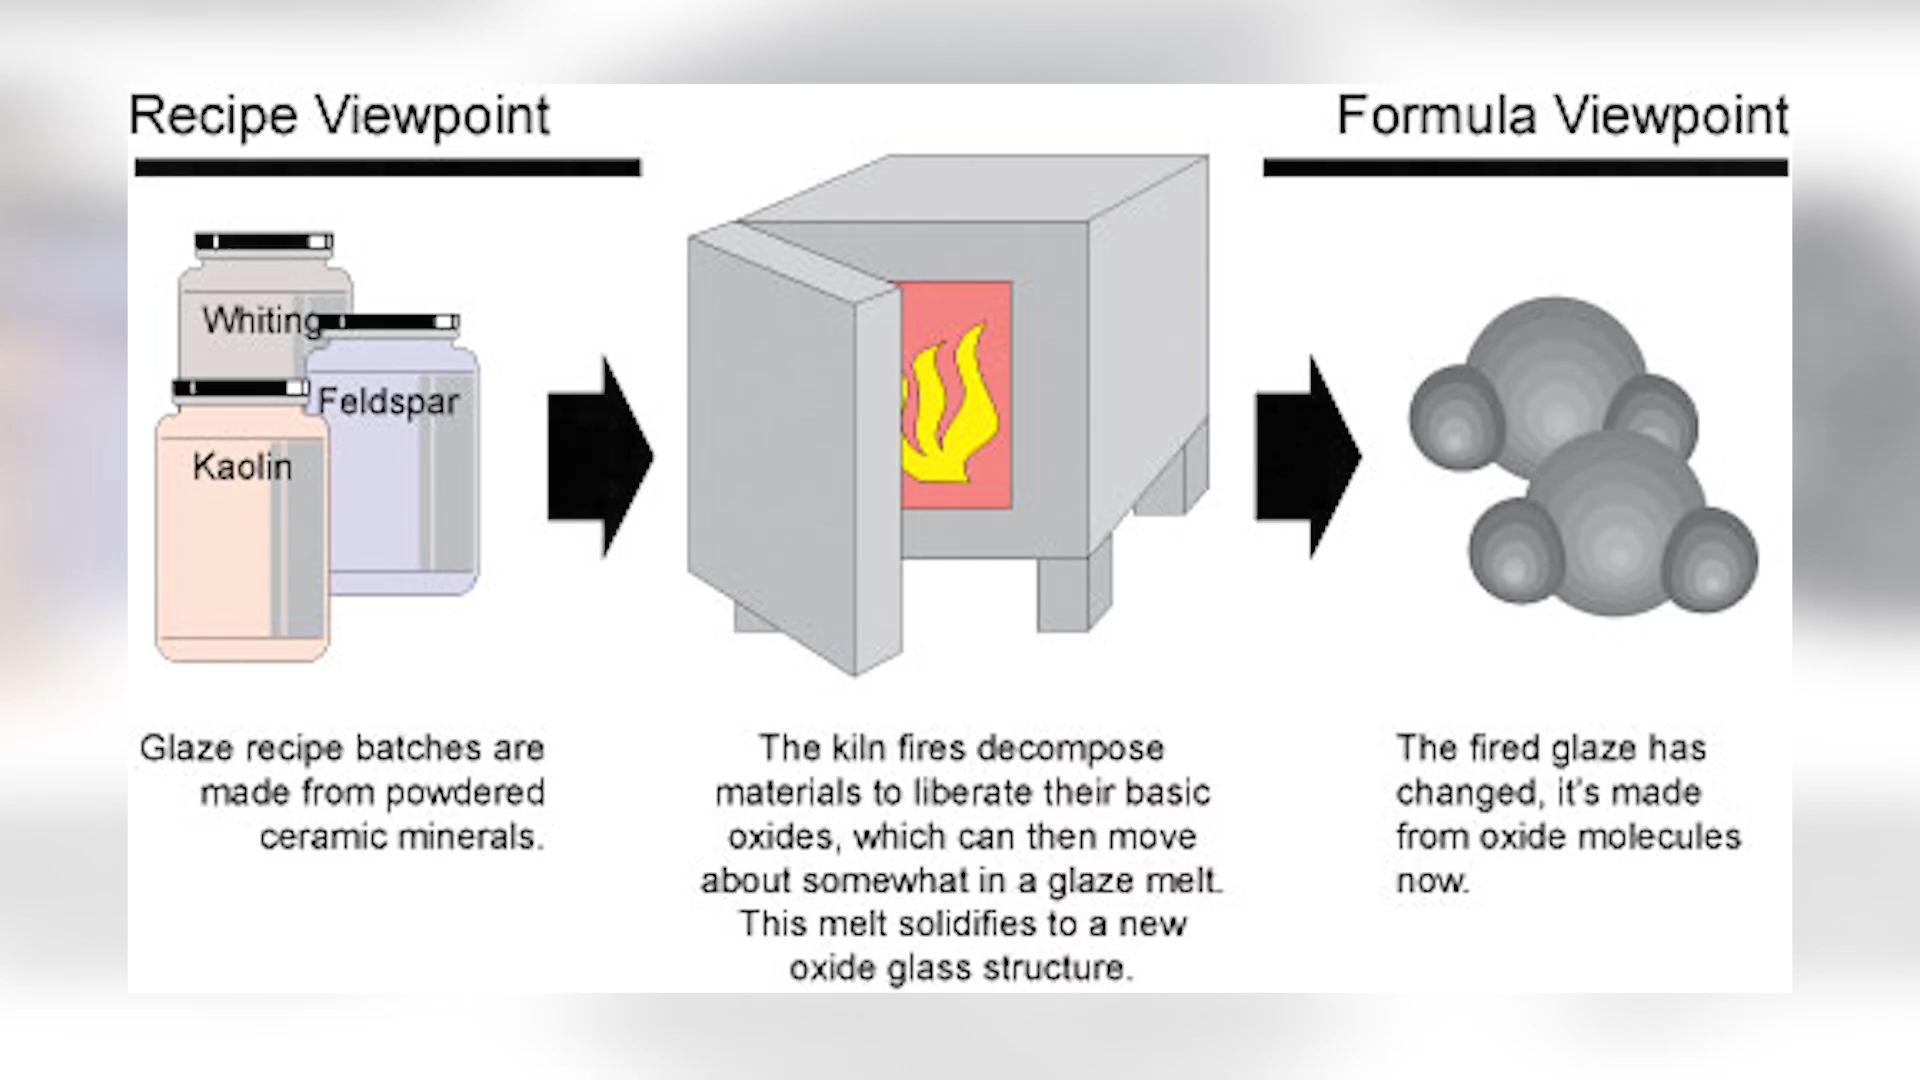 Recipe Viewpoint
Formula Viewpoint
Whiting
Feldspar
Kaolin
Glaze recipe batches are
made from powdered
ceramic minerals.
The kiln fires decompose
materials to liberate their basic
oxides, which can then move
about somewhat in a glaze melt.
This melt solidifies to a new
oxide glass structure.
The fired glaze has
changed, it's made
from oxide molecules
now.